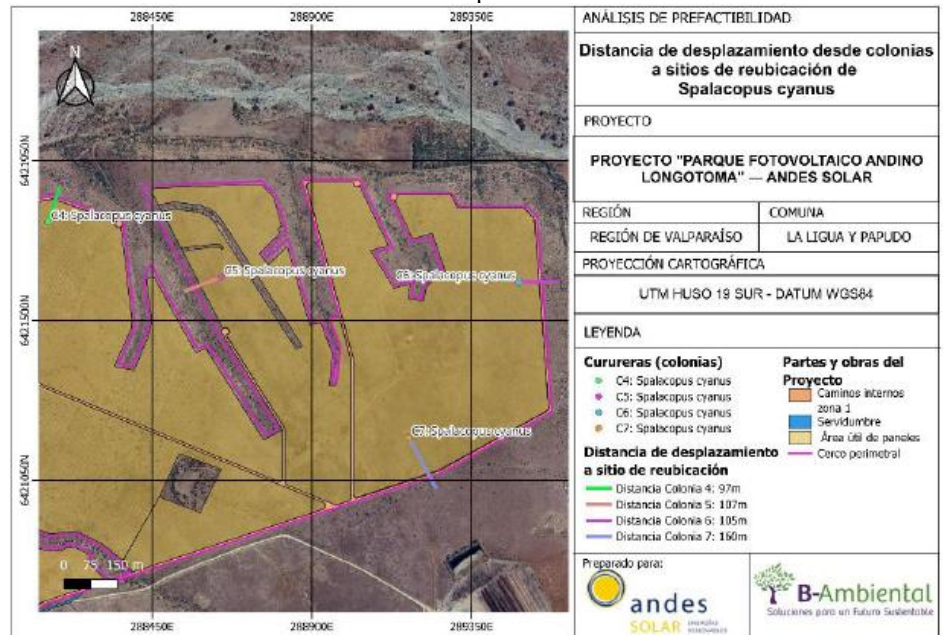 288450E
288900E
289350E
N
6421950N
6421500N
6421050N
C4: Spalacopus cyanus
C5: Spalacopus cyanus
C6: Spalacopus cyanus
C7: Spalacopus cyanus
0 75 150 m
288450E
288900E
289350E
ANÁLISIS DE PREFACTIBILIDAD
Distancia de desplazamiento desde colonias
a sitios de reubicación de
Spalacopus cyanus
PROYECTO
PROYECTO "PARQUE FOTOVOLTAICO ANDINO
LONGOTOMA" — ANDES SOLAR
REGIÓN
COMUNA
REGIÓN DE VALPARAÍSO
LA LIGUA Y PAPUDO
PROYECCIÓN CARTOGRÁFICA
UTM HUSO 19 SUR - DATUM WGS84
LEYENDA
Curureras (colonias)
C4: Spalacopus cyanus
C5: Spalacopus cyanus
C6: Spalacopus cyanus
C7: Spalacopus cyanus
Distancia de desplazamiento
a sitio de reubicación
Distancia Colonia 4: 97m
Distancia Colonia 5: 107m
Distancia Colonia 6: 105m
Distancia Colonia 7: 160m
Partes y obras del
Proyecto
Caminos internos
zona 1
Servidumbre
Área útil de paneles
Cerco perimetral
Preparado para:
andes
SOLAR ENERGÍAS
RENOVABLES
B-Ambiental
Soluciones para un Futuro Sustentable